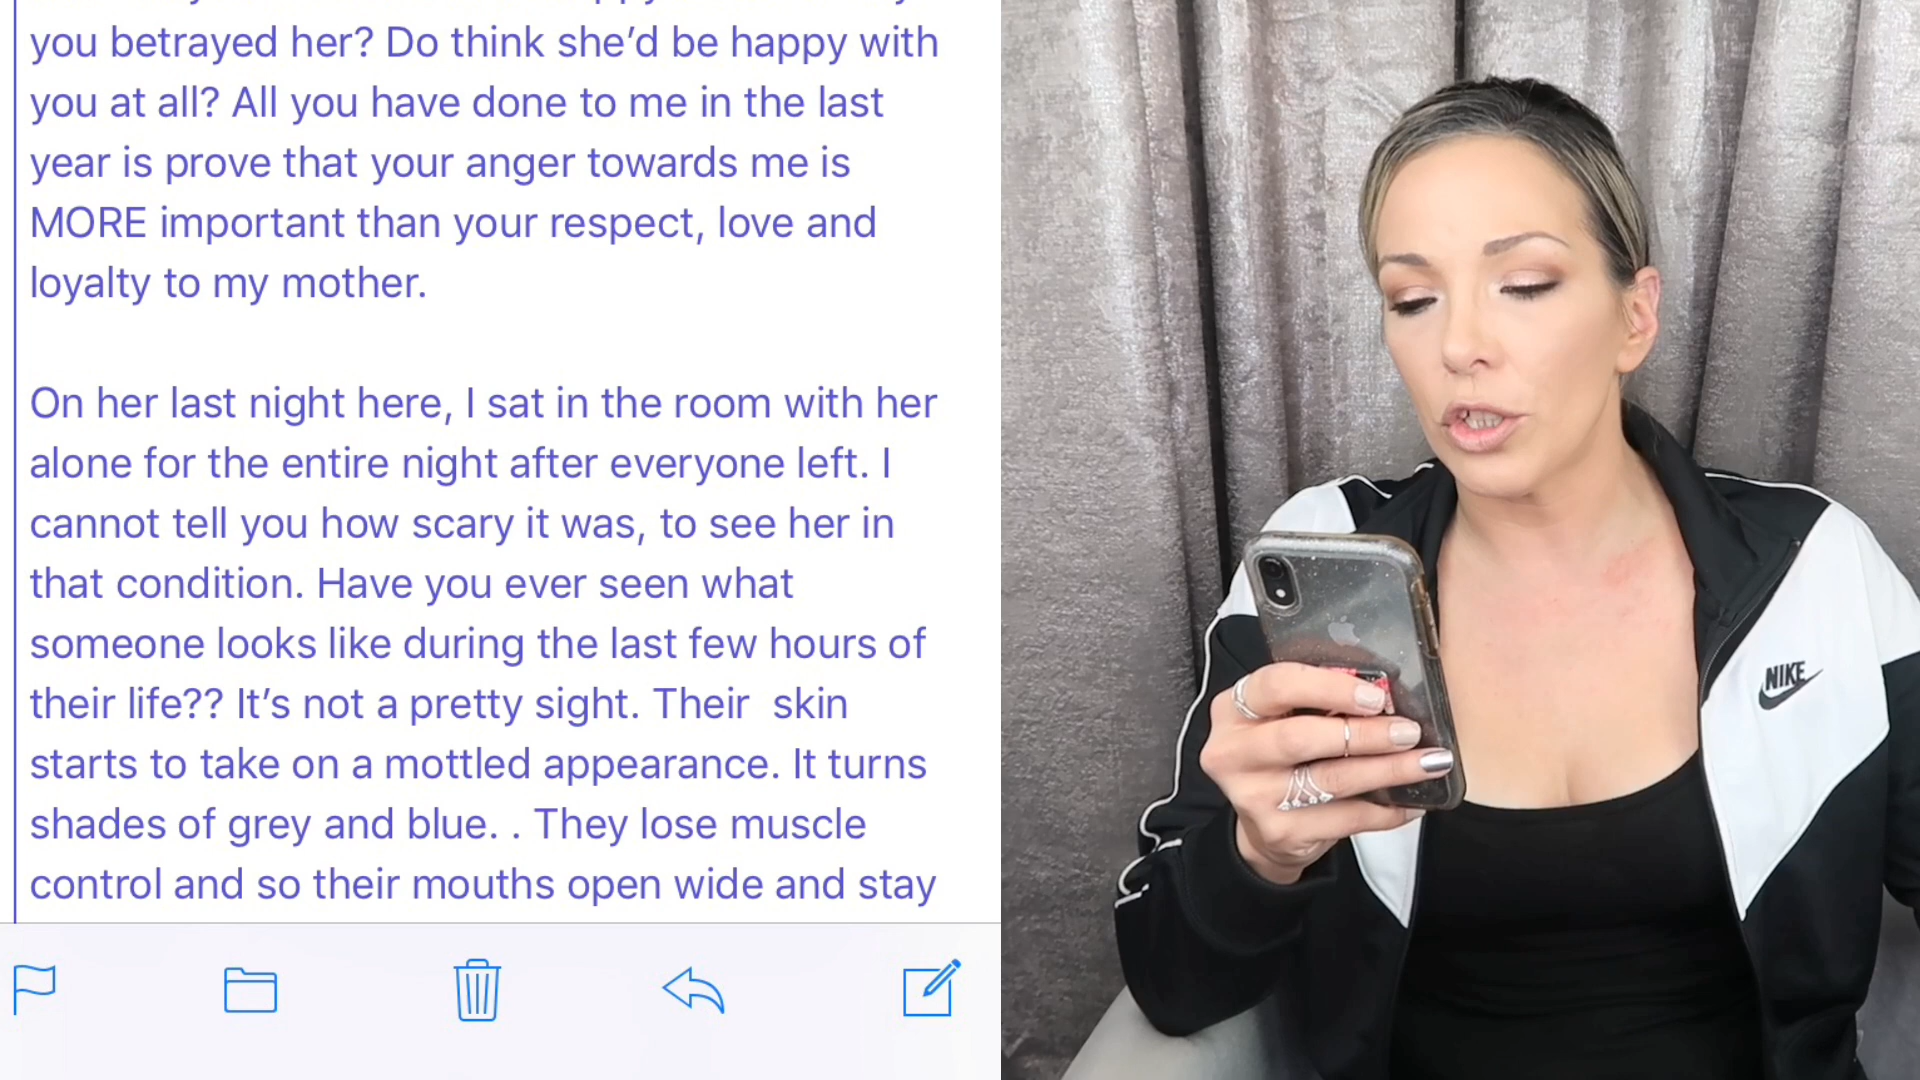 you betrayed her? Do think she’d be happy with
you at all? All you have done to me in the last
year is prove that your anger towards me is
MORE important than your respect, love and
loyalty to my mother.
On her last night here, I sat in the room with her
alone for the entire night after everyone left. I
cannot tell you how scary it was, to see her in
that condition. Have you ever seen what
someone looks like during the last few hours of
their life?? It’s not a pretty sight. Their  skin
starts to take on a mottled appearance. It turns
shades of grey and blue. . They lose muscle
control and so their mouths open wide and stay
NIKE